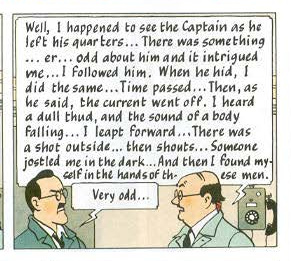 Well, I happened to see the Captain as he
left his quarters... There was something
... er... odd about him and it intrigued
me... I followed him. When he hid, I
did the same... Time passed... Then, as
he said, the current went off. I heard
a dull thud, and the sound of a body
falling... I leapt forward... There was
a shot outside... then shouts... Someone
jostled me in the dark... And then I found my-
self in the hands of th- ese men.
Very odd...